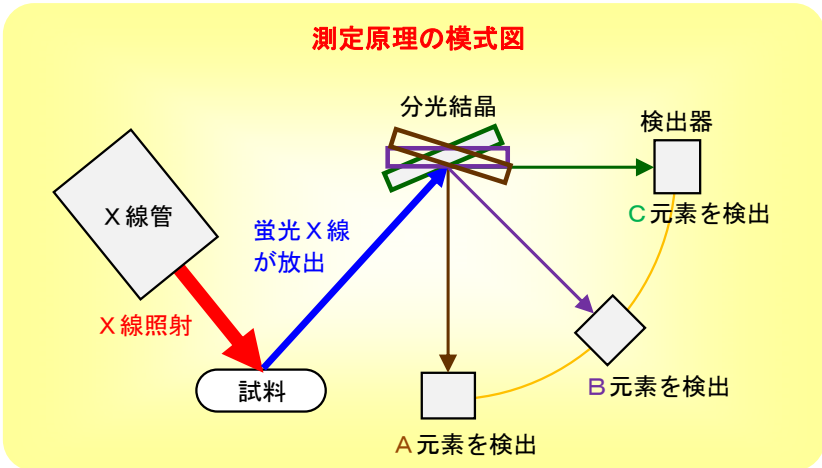 測定原理の模式図
分光結晶
検出器
Ｘ線管
Ｃ元素を検出
蛍光Ｘ線
が放出
Ｘ線照射
試料
Ｂ元素を検出
Ａ元素を検出